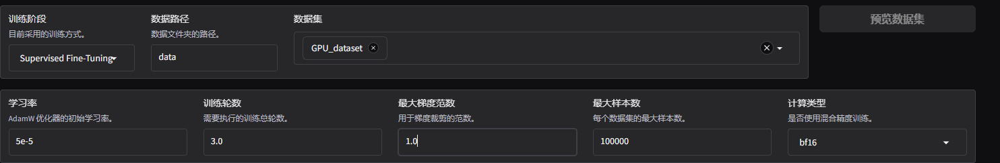 训练阶段
目前采用的训练方式。
Supervised Fine-Tuning
数据路径
数据文件夹的路径。
data
数据集
GPU_dataset
预览数据集
学习率
AdamW 优化器的初始学习率。
5e-5
训练轮数
需要执行的训练总轮数。
3.0
最大梯度范数
用于梯度裁剪的范数。
1.0
最大样本数
每个数据集的最大样本数。
100000
计算类型
是否使用混合精度训练。
bf16